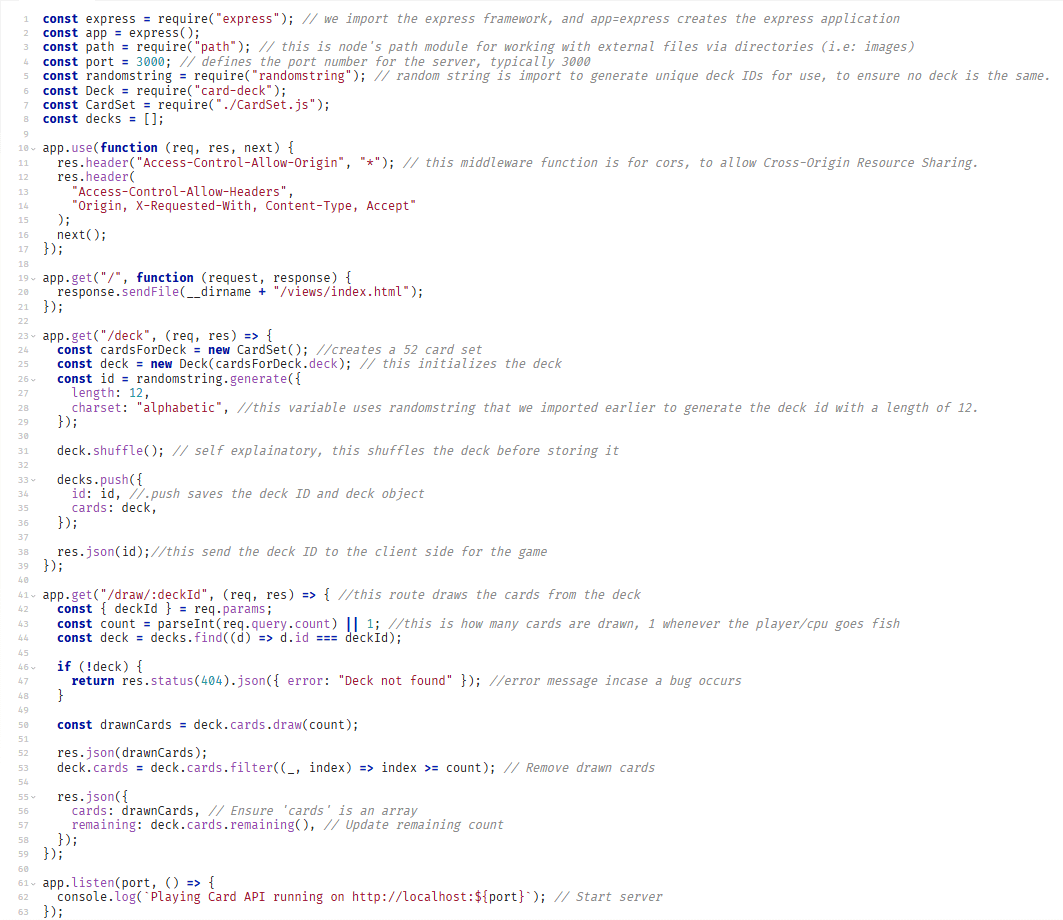 1 const express = require("express"); // we import the express framework, and app=express creates the express application
2 const app = express();
3 const path = require("path"); // this is node's path module for working with external files via directories (i.e: images)
4 const port = 3000; // defines the port number for the server, typically 3000
5 const randomstring = require("randomstring"); // random string is import to generate unique deck IDs for use, to ensure no deck is the same.
6 const Deck = require("card-deck");
7 const CardSet = require("./CardSet.js");
8 const decks = [];
9
10 app.use(function (req, res, next) {
11   res.header("Access-Control-Allow-Origin", "*"); // this middleware function is for cors, to allow Cross-Origin Resource Sharing.
12   res.header(
13     "Access-Control-Allow-Headers",
14     "Origin, X-Requested-With, Content-Type, Accept"
15   );
16   next();
17 });
18
19 app.get("/", function (request, response) {
20   response.sendFile(__dirname + "/views/index.html");
21 });
22
23 app.get("/deck", (req, res) => {
24   const cardsForDeck = new CardSet(); //creates a 52 card set
25   const deck = new Deck(cardsForDeck.deck); // this initializes the deck
26   const id = randomstring.generate({
27     length: 12,
28     charset: "alphabetic", //this variable uses randomstring that we imported earlier to generate the deck id with a length of 12.
29   });
30
31   deck.shuffle(); // self explainatory, this shuffles the deck before storing it
32
33   decks.push({
34     id: id, //.push saves the deck ID and deck object
35     cards: deck,
36   });
37
38   res.json(id);//this send the deck ID to the client side for the game
39 });
40
41 app.get("/draw/:deckId", (req, res) => { //this route draws the cards from the deck
42   const { deckId } = req.params;
43   const count = parseInt(req.query.count) || 1; //this is how many cards are drawn, 1 whenever the player/cpu goes fish
44   const deck = decks.find((d) => d.id === deckId);
45
46   if (!deck) {
47     return res.status(404).json({ error: "Deck not found" }); //error message incase a bug occurs
48   }
49
50   const drawnCards = deck.cards.draw(count);
51
52   res.json(drawnCards);
53   deck.cards = deck.cards.filter((_, index) => index >= count); // Remove drawn cards
54
55   res.json({
56     cards: drawnCards, // Ensure 'cards' is an array
57     remaining: deck.cards.remaining(), // Update remaining count
58   });
59 });
60
61 app.listen(port, () => {
62   console.log(`Playing Card API running on http://localhost:${port}`); // Start server
63 });